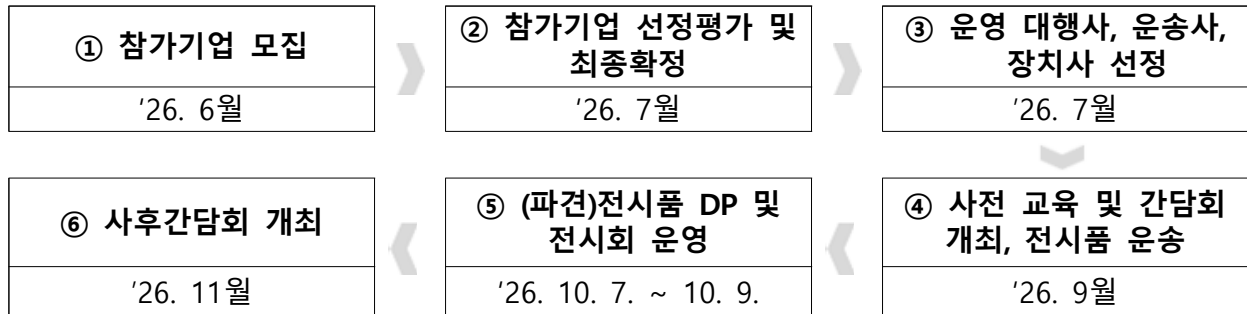 ① 참가기업 모집
'26. 6월
② 참가기업 선정평가 및
최종확정
'26. 7월
③ 운영 대행사, 운송사,
장치사 선정
'26. 7월
④ 사전 교육 및 간담회
개최, 전시품 운송
'26. 9월
⑤ (파견)전시품 DP 및
전시회 운영
'26. 10. 7. ~ 10. 9.
⑥ 사후간담회 개최
'26. 11월